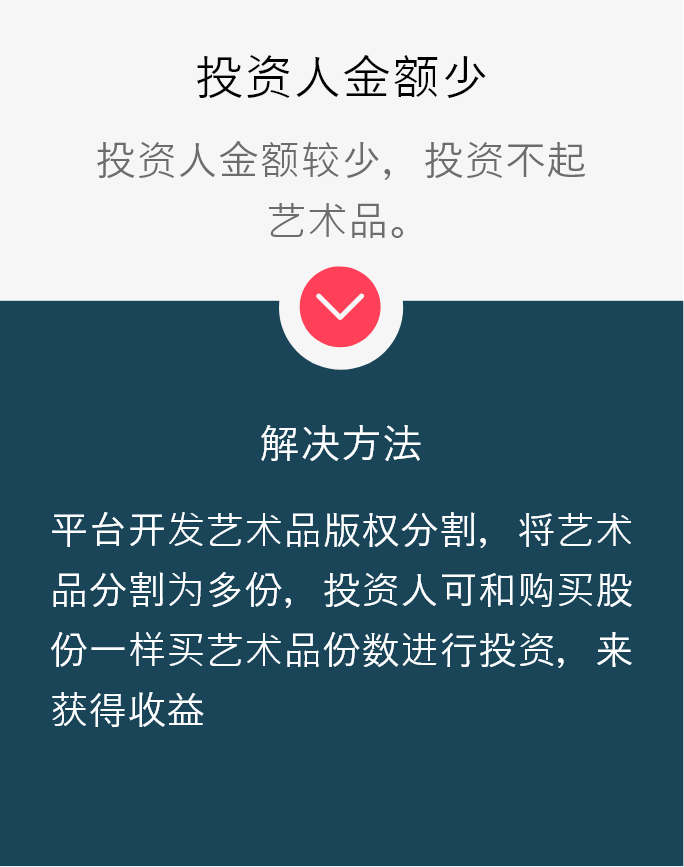 投资人金额少
投资人金额较少，投资不起
艺术品。
解决方法
平台开发艺术品版权分割，将艺术
品分割为多份，投资人可和购买股
份一样买艺术品份数进行投资，来
获得收益